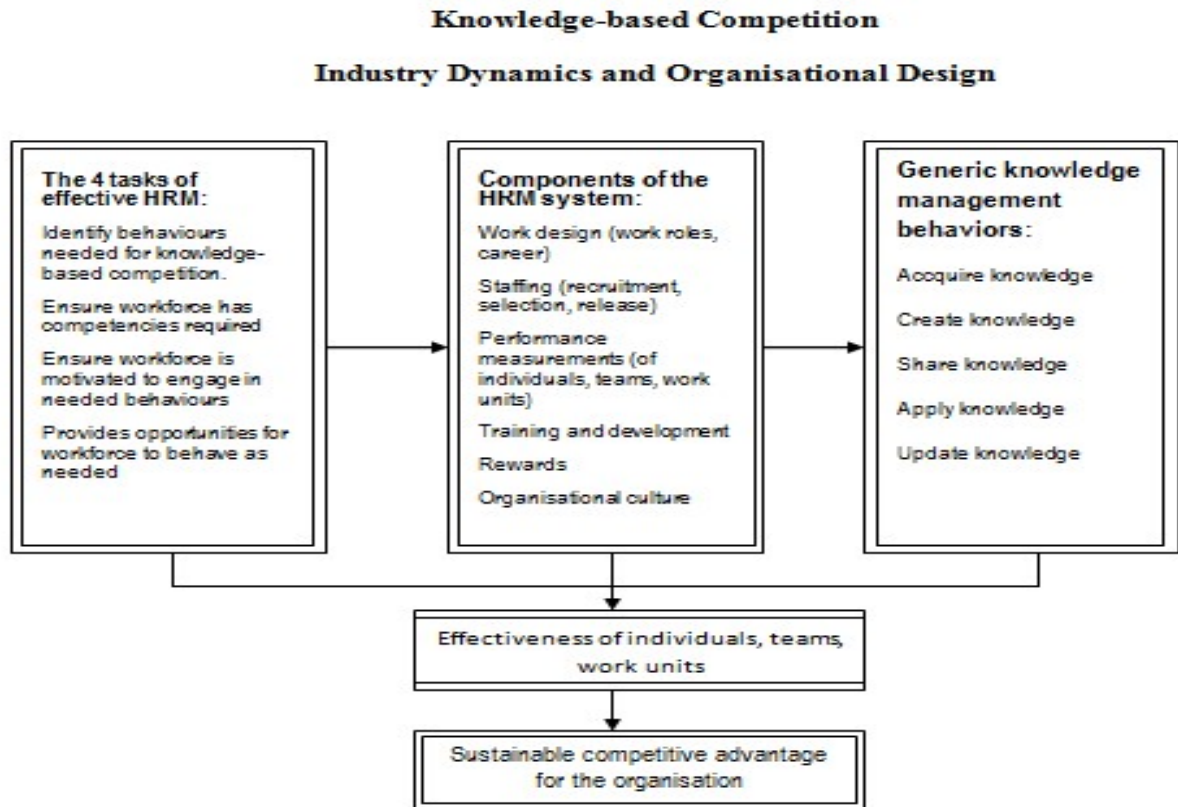 Knowledge-based Competition
Industry Dynamics and Organisational Design
The 4 tasks of
effective HRM:
Identify behaviours
needed for knowledge-
based competition.
Ensure workforce has
competencies required
Ensure workforce is
motivated to engage in
needed behaviours
Provides opportunities for
workforce to behave as
needed
Components of the
HRM system:
Work design (work roles,
career)
Staffing (recruitment,
selection, release)
Performance
measurements (of
individuals, teams, work
units)
Training and development
Rewards
Organisational culture
Generic knowledge
management
behaviors:
Accquire knowledge
Create knowledge
Share knowledge
Apply knowledge
Update knowledge
Effectiveness of individuals, teams,
work units
Sustainable competitive advantage
for the organisation